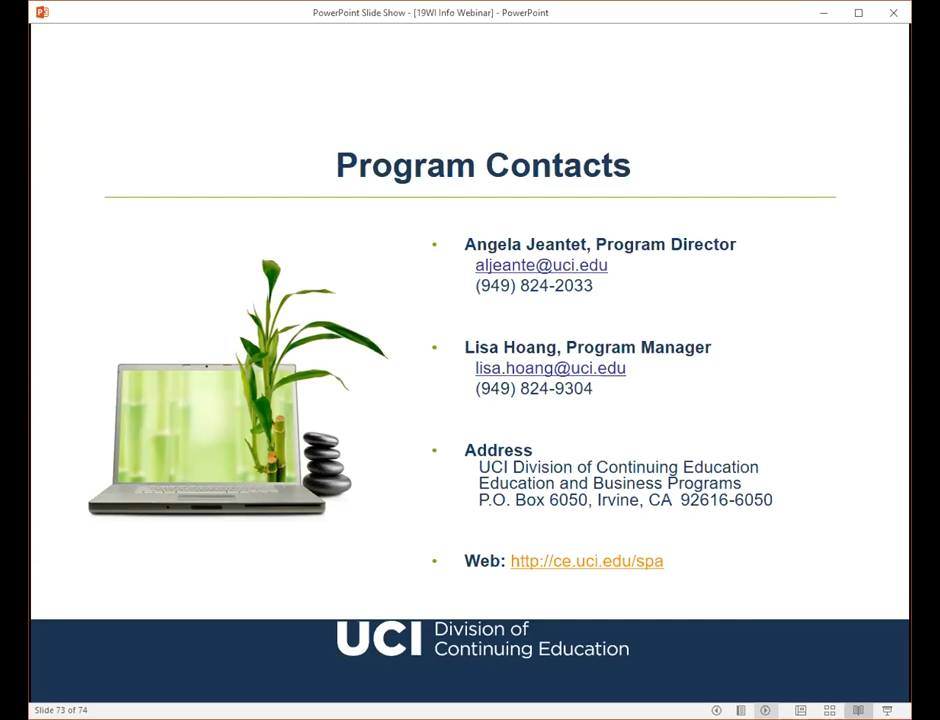 PowerPoint Slide Show - [19WI Info Webinar] - PowerPoint
Program Contacts
• Angela Jeantet, Program Director
aljeante@uci.edu
(949) 824-2033
• Lisa Hoang, Program Manager
lisa.hoang@uci.edu
(949) 824-9304
• Address
UCI Division of Continuing Education
Education and Business Programs
P.O. Box 6050, Irvine, CA 92616-6050
• Web: http://ce.uci.edu/spa
UCI Division of
Continuing Education
Slide 73 of 74